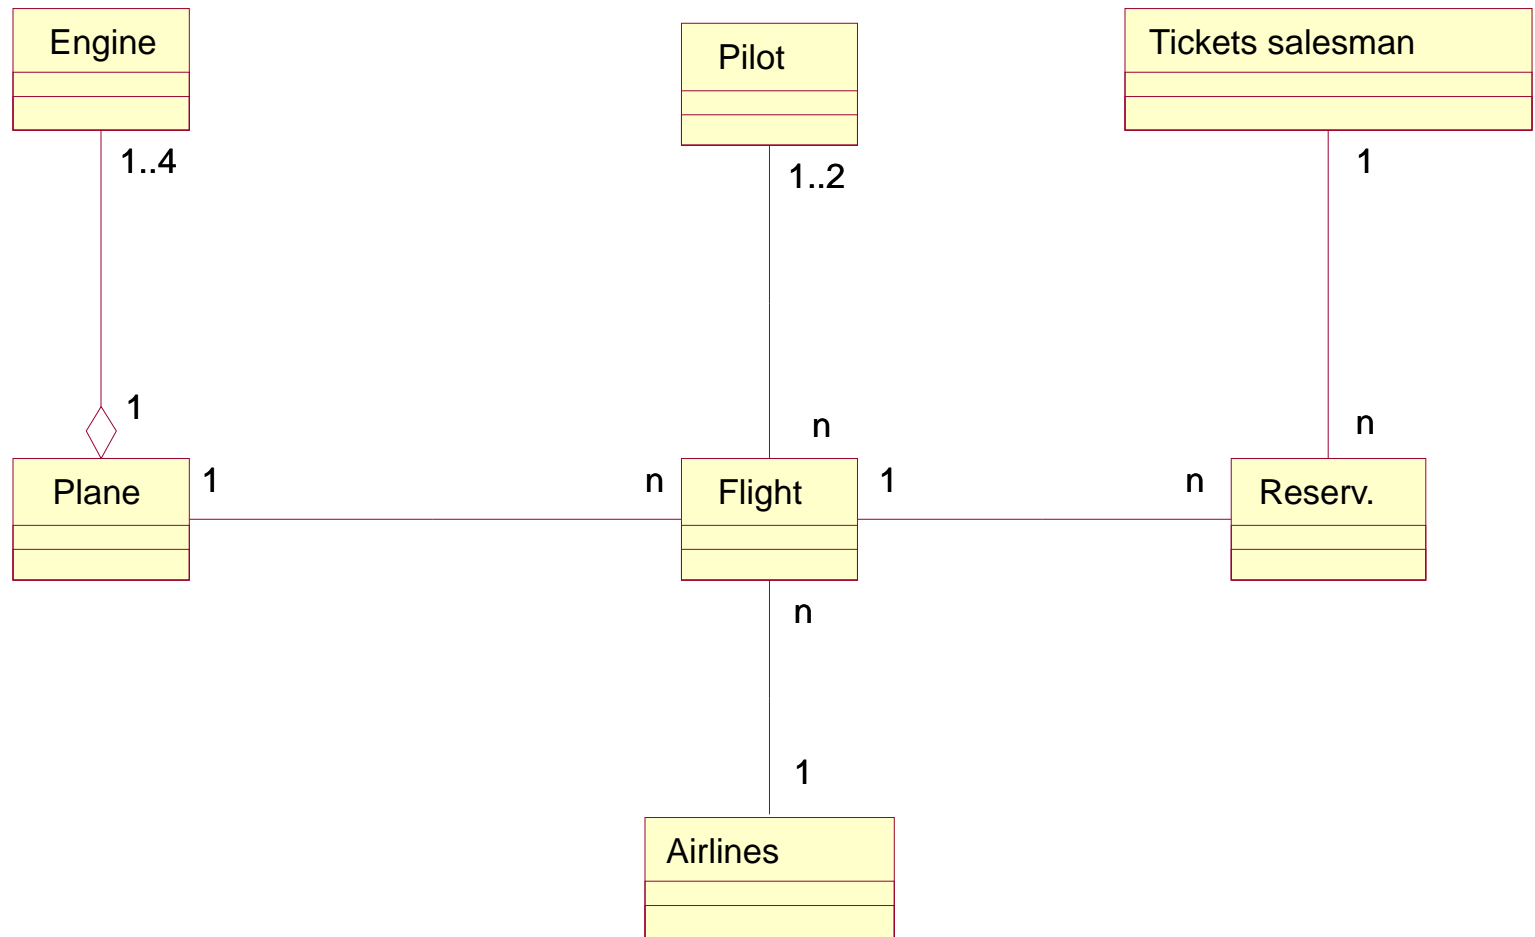 Engine
Pilot
Tickets salesman
1..4
1..2
1
1
n
n
Plane
1
n
Flight
1
n
Reserv.
n
1
Airlines